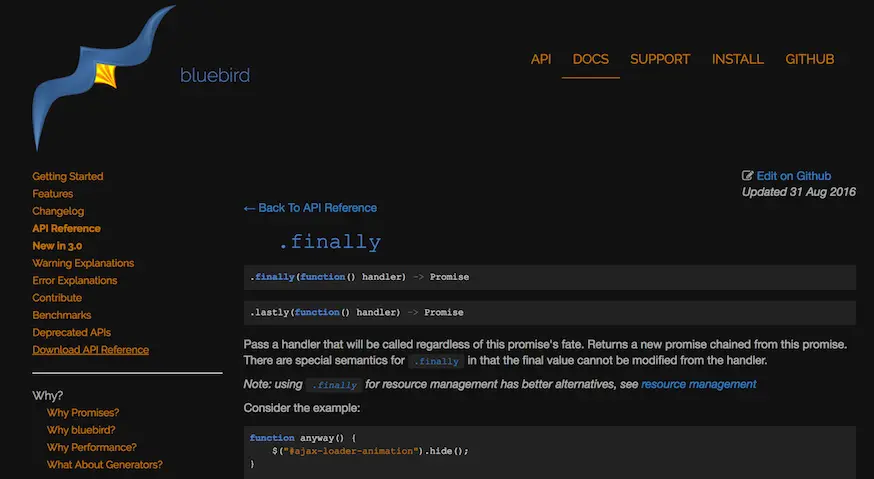 bluebird
API DOCS SUPPORT INSTALL GITHUB
Getting Started
Features
Changelog
API Reference
New in 3.0
Warning Explanations
Error Explanations
Contribute
Benchmarks
Deprecated APIs
Download API Reference
Why?
Why Promises?
Why bluebird?
Why Performance?
What About Generators?
Edit on Github
Updated 31 Aug 2016
← Back To API Reference
.finally
.finally(function() handler) -> Promise
.lastly(function() handler) -> Promise
Pass a handler that will be called regardless of this promise's fate. Returns a new promise chained from this promise.
There are special semantics for .finally in that the final value cannot be modified from the handler.
Note: using .finally for resource management has better alternatives, see resource management
Consider the example:
function anyway() {
    $("#ajax-loader-animation").hide();
}